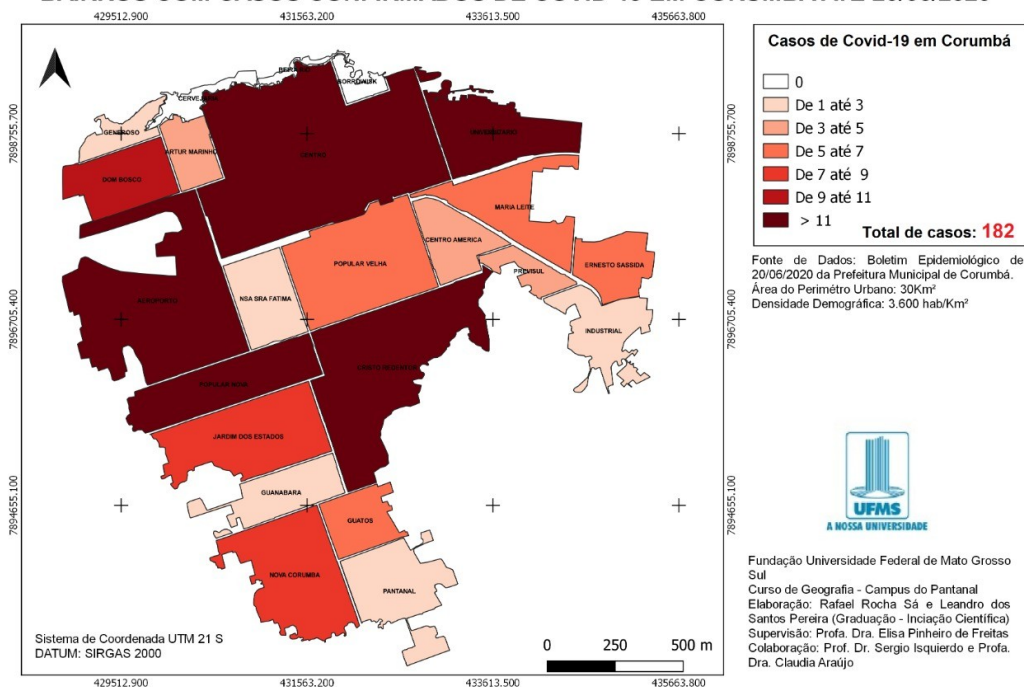 429512.900 431563.200 433613.500 435663.800
7898755.700
7896705.400
7894655.100
7898755.700
7896705.400
7894655.100
CERVEJARIA
GENEROSO
ARTUR MARINHO
DOM BOSCO
CENTRO
MARIA LEITE
CENTRO AMERICA
POPULAR VELHA
PREVISUL
ERNESTO SASSIDA
NSA SRA FATIMA
AEROPORTO
INDUSTRIAL
CRISTO REDENTOR
POPULAR NOVA
JARDIM DOS ESTADOS
GUANABARA
GUATOS
NOVA CORUMBA
PANTANAL
Sistema de Coordenada UTM 21 S
DATUM: SIRGAS 2000
0 250 500 m
429512.900 431563.200 433613.500 435663.800
Casos de Covid-19 em Corumbá
0
De 1 até 3
De 3 até 5
De 5 até 7
De 7 até 9
De 9 até 11
> 11
Total de casos: 182
Fonte de Dados: Boletim Epidemiológico de
20/06/2020 da Prefeitura Municipal de Corumbá.
Área do Perimétro Urbano: 30Km²
Densidade Demográfica: 3.600 hab/Km²
UFMS
A NOSSA UNIVERSIDADE
Fundação Universidade Federal de Mato Grosso
Sul
Curso de Geografia - Campus do Pantanal
Elaboração: Rafael Rocha Sá e Leandro dos
Santos Pereira (Graduação - Inciação Científica)
Supervisão: Profa. Dra. Elisa Pinheiro de Freitas
Colaboração: Prof. Dr. Sergio Isquierdo e Profa.
Dra. Claudia Araújo